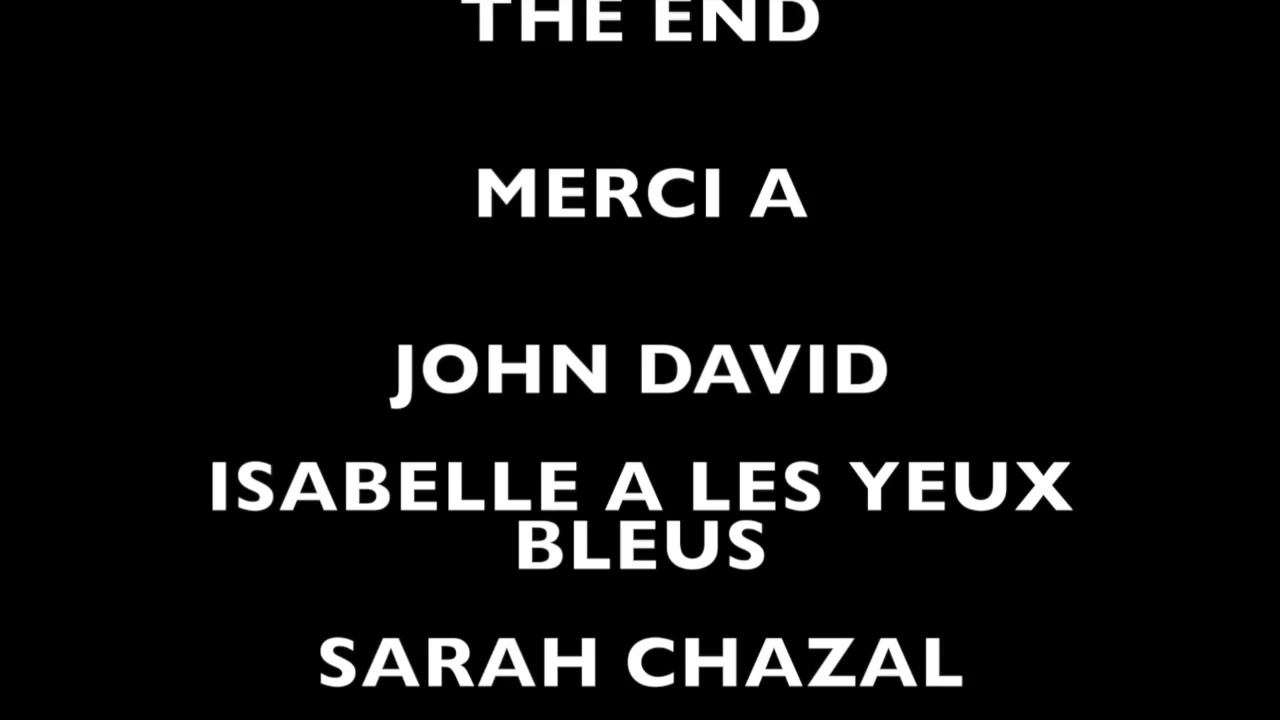 THE END
MERCI A
JOHN DAVID
ISABELLE A LES YEUX
BLEUS
SARAH CHAZAL